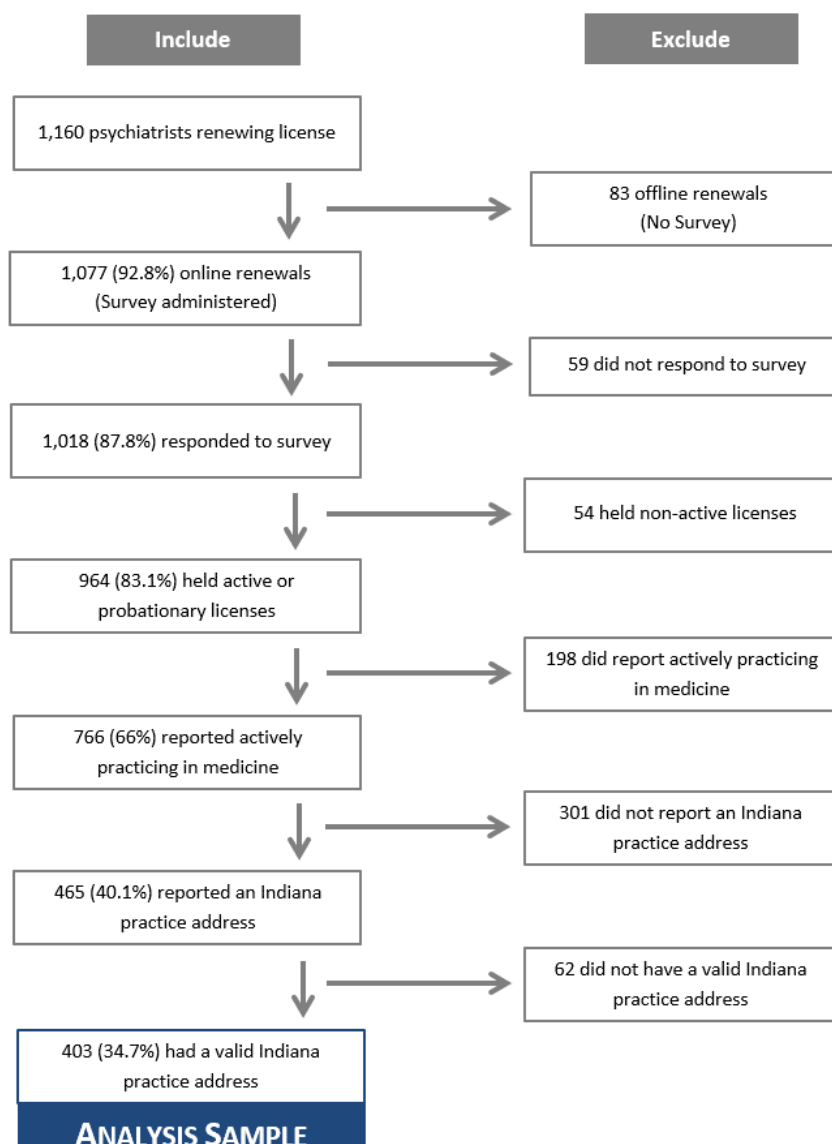 Include
Exclude
1,160 psychiatrists renewing license
83 offline renewals
(No Survey)
1,077 (92.8%) online renewals
(Survey administered)
59 did not respond to survey
1,018 (87.8%) responded to survey
54 held non-active licenses
964 (83.1%) held active or
probationary licenses
198 did report actively practicing
in medicine
766 (66%) reported actively
practicing in medicine
301 did not report an Indiana
practice address
465 (40.1%) reported an Indiana
practice address
62 did not have a valid Indiana
practice address
403 (34.7%) had a valid Indiana
practice address
ANALYSIS SAMPLE